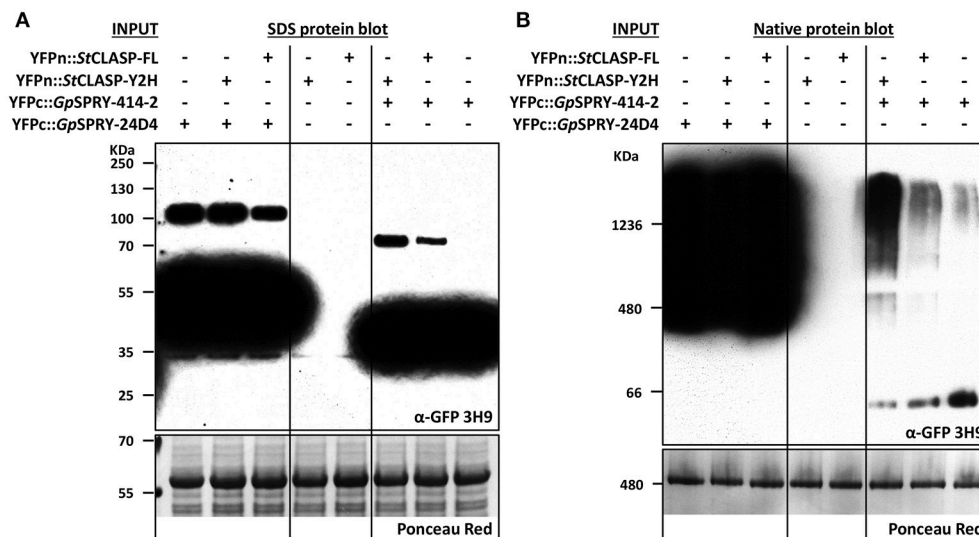 A
INPUT SDS protein blot
YFPn::StCLASP-FL - - + - + - + -
YFPn::StCLASP-Y2H - + - + - + - -
YFPc::GpSPRY-414-2 - - - - - + + +
YFPc::GpSPRY-24D4 + + + - - - - -
KDa
250
130
100
70
55
35
25
α-GFP 3H9
70
55
Ponceau Red
B
INPUT Native protein blot
YFPn::StCLASP-FL - - + - + - + -
YFPn::StCLASP-Y2H - + - + - + - -
YFPc::GpSPRY-414-2 - - - - - + + +
YFPc::GpSPRY-24D4 + + + - - - - -
KDa
1236
480
66
α-GFP 3H9
480
Ponceau Red